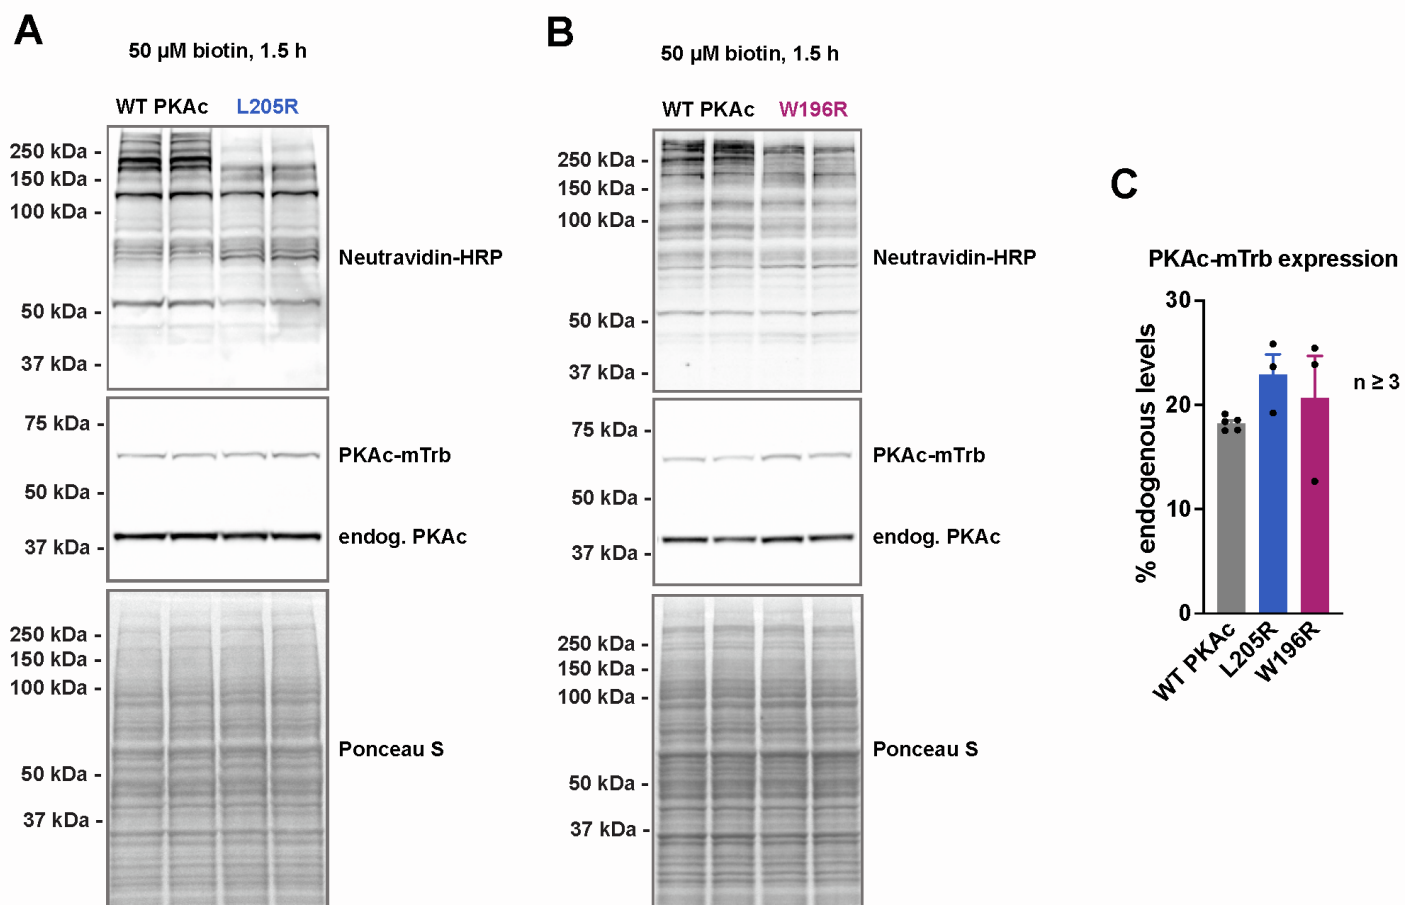 A
50 µM biotin, 1.5 h
WT PKAc L205R
250 kDa -
150 kDa -
100 kDa -
50 kDa -
37 kDa -
Neutravidin-HRP
75 kDa -
50 kDa -
37 kDa -
PKAc-mTrb
endog. PKAc
250 kDa -
150 kDa -
100 kDa -
50 kDa -
37 kDa -
Ponceau S
B
50 µM biotin, 1.5 h
WT PKAc W196R
250 kDa -
150 kDa -
100 kDa -
50 kDa -
37 kDa -
Neutravidin-HRP
75 kDa -
50 kDa -
37 kDa -
PKAc-mTrb
endog. PKAc
250 kDa -
150 kDa -
100 kDa -
50 kDa -
37 kDa -
Ponceau S
C
PKAc-mTrb expression
% endogenous levels
30
20
10
0
n ≥ 3
WT PKAc
L205R
W196R